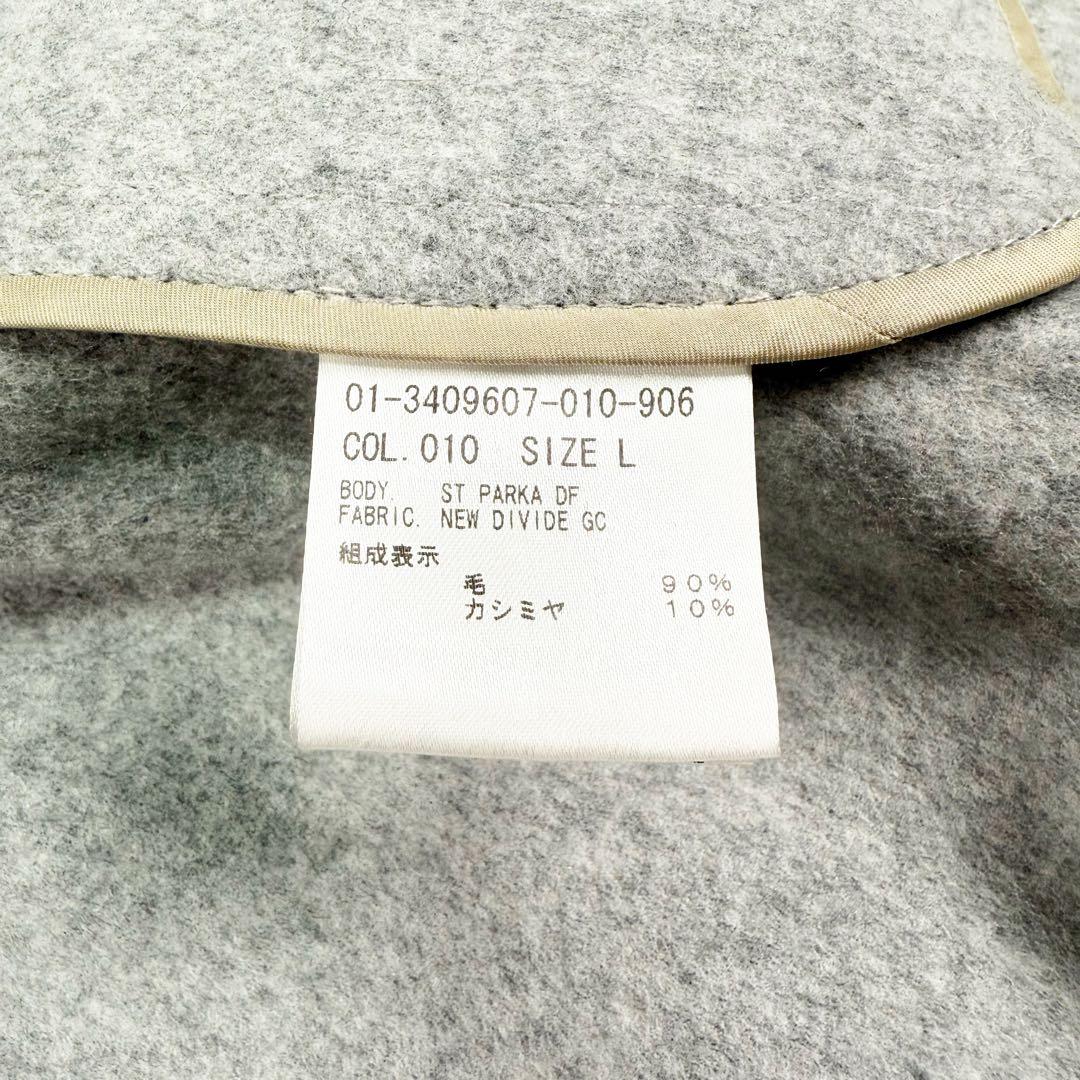 01-3409607-010-906
COL.010 SIZE L
BODY. ST PARKA DF
FABRIC. NEW DIVIDE GC
組成表示
毛 90%
カシミヤ 10%